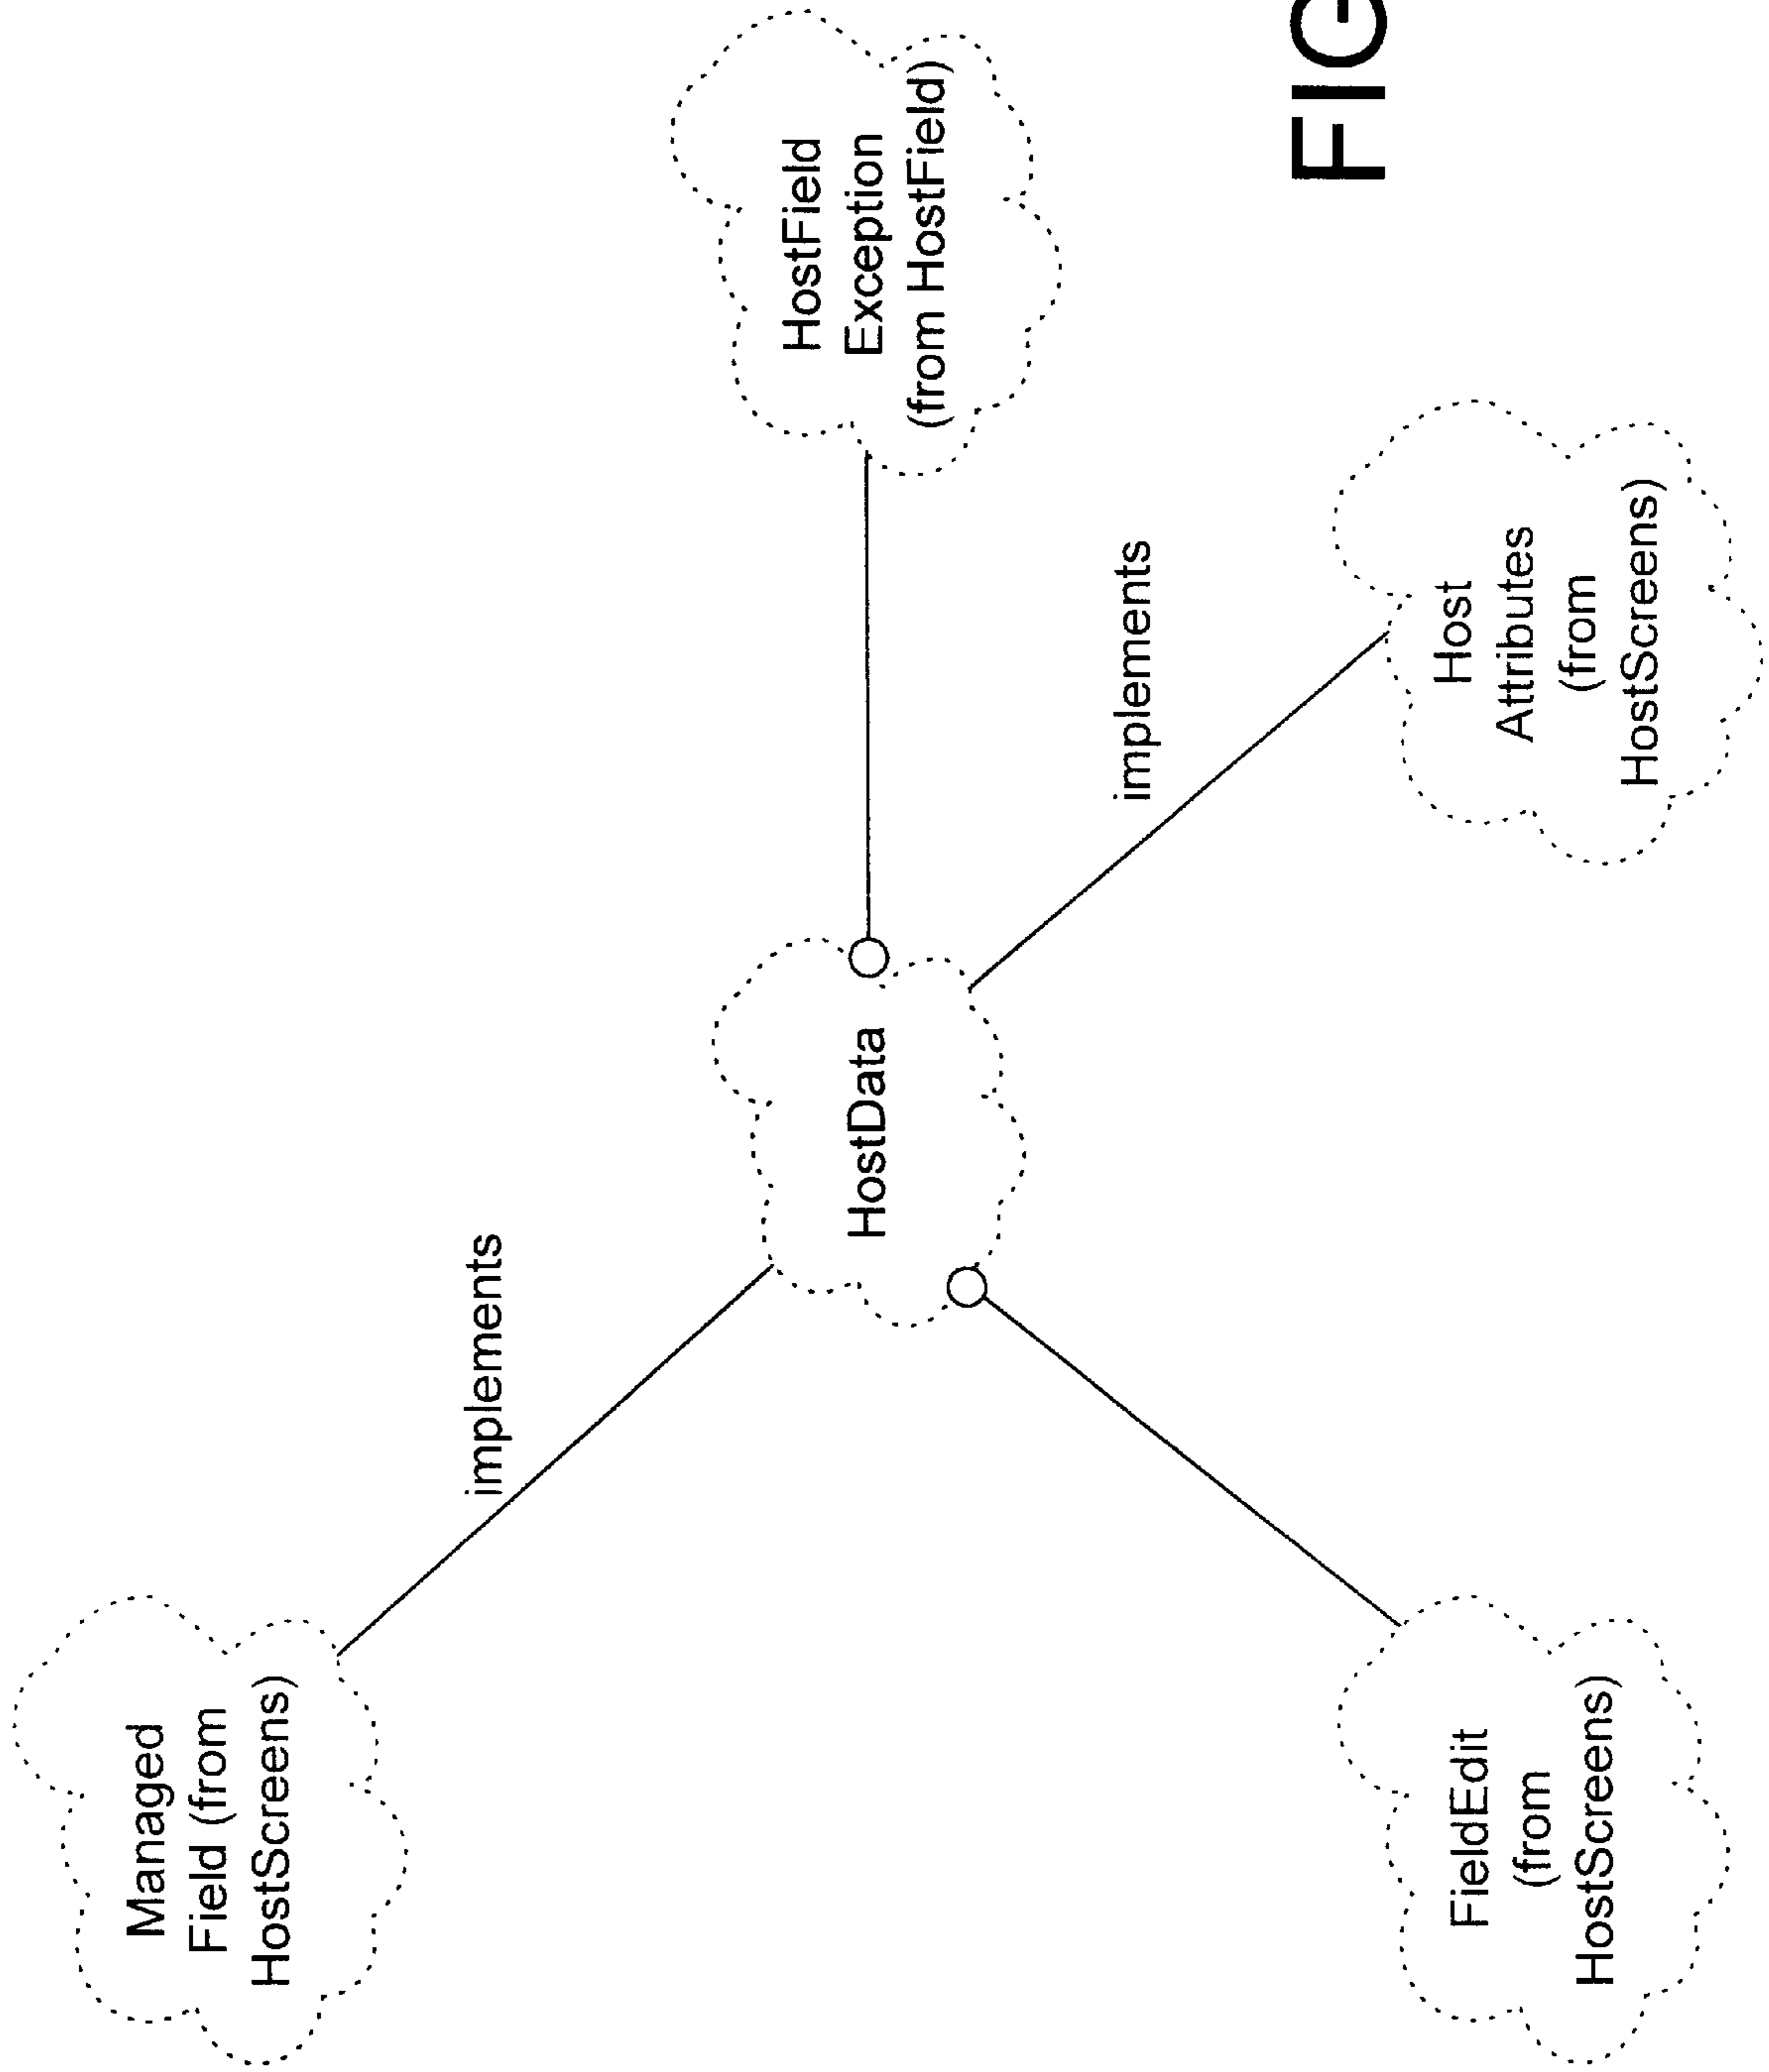 Managed
Field (from
HostScreens)
implements
HostData
HostField
Exception
(from HostField)
implements
FieldEdit
(from
HostScreens)
Host
Attributes
(from
HostScreens)
FIG